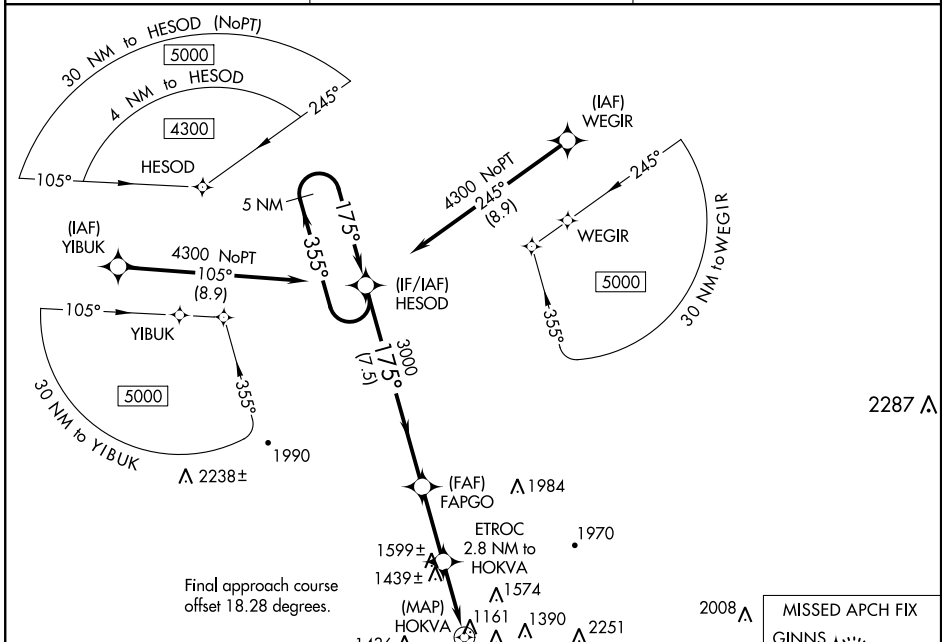 30 NM to HESOD (NoPT)
5000
4 NM to HESOD
4300
HESOD
105°
245°
(IAF)
WEGIR
4300 NoPT
245°
(8.9)
245°
WEGIR
5000
30 NM to WEGIR
355°
5 NM
175°
355°
(IAF)
YIBUK
4300 NoPT
105°
(8.9)
(IF/IAF)
HESOD
105°
YIBUK
5000
355°
30 NM to YIBUK
3000
175°
(7.5)
2287
1990
2238±
(FAF)
FAPGO
1984
ETROC
2.8 NM to
HOKVA
1970
1599±
1439±
Final approach course
offset 18.28 degrees.
1574
(MAP)
HOKVA
1161
1390
2251
2008
MISSED APCH FIX
GINNS